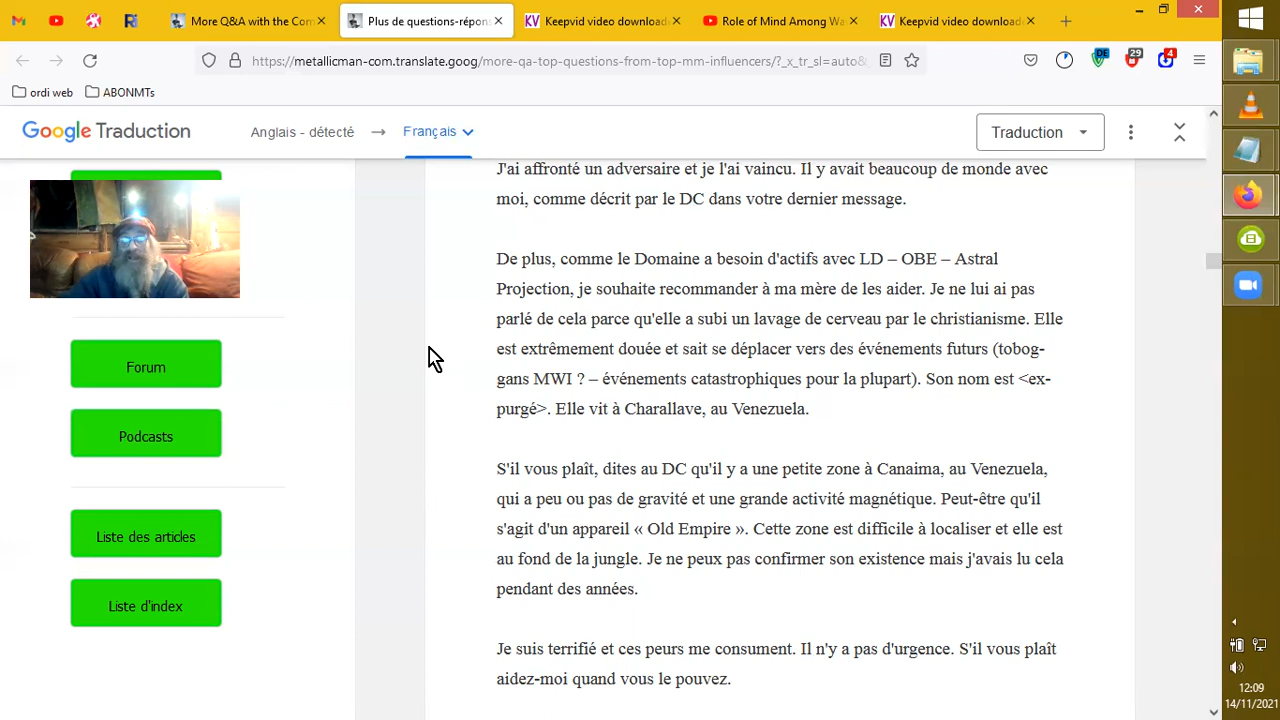 More Q&A with the Com
Plus de questions-répons
Keepvid video download
Role of Mind Among Wa
Keepvid video download
https://metallicman-com.translate.goog/more-qa-with-questions-from-top-mm-influencers/?_x_tr_sl=auto&
DE
29
4
ordi web
ABONMTs
Google Traduction
Anglais - détecté
Français
Traduction
J'ai affronté un adversaire et je l'ai vaincu. Il y avait beaucoup de monde avec
moi, comme décrit par le DC dans votre dernier message.
De plus, comme le Domaine a besoin d'actifs avec LD – OBE – Astral
Projection, je souhaite recommander à ma mère de les aider. Je ne lui ai pas
parlé de cela parce qu'elle a subi un lavage de cerveau par le christianisme. Elle
est extrêmement douée et sait se déplacer vers des événements futurs (tobog-
gans MWI ? – événements catastrophiques pour la plupart). Son nom est <ex-
purgé>. Elle vit à Charallave, au Venezuela.
S'il vous plaît, dites au DC qu'il y a une petite zone à Canaima, au Venezuela,
qui a peu ou pas de gravité et une grande activité magnétique. Peut-être qu'il
s'agit d'un appareil « Old Empire ». Cette zone est difficile à localiser et elle est
au fond de la jungle. Je ne peux pas confirmer son existence mais j'avais lu cela
pendant des années.
Je suis terrifié et ces peurs me consument. Il n'y a pas d'urgence. S'il vous plaît
aidez-moi quand vous le pouvez.
Forum
Podcasts
Liste des articles
Liste d'index
12:09
14/11/2021